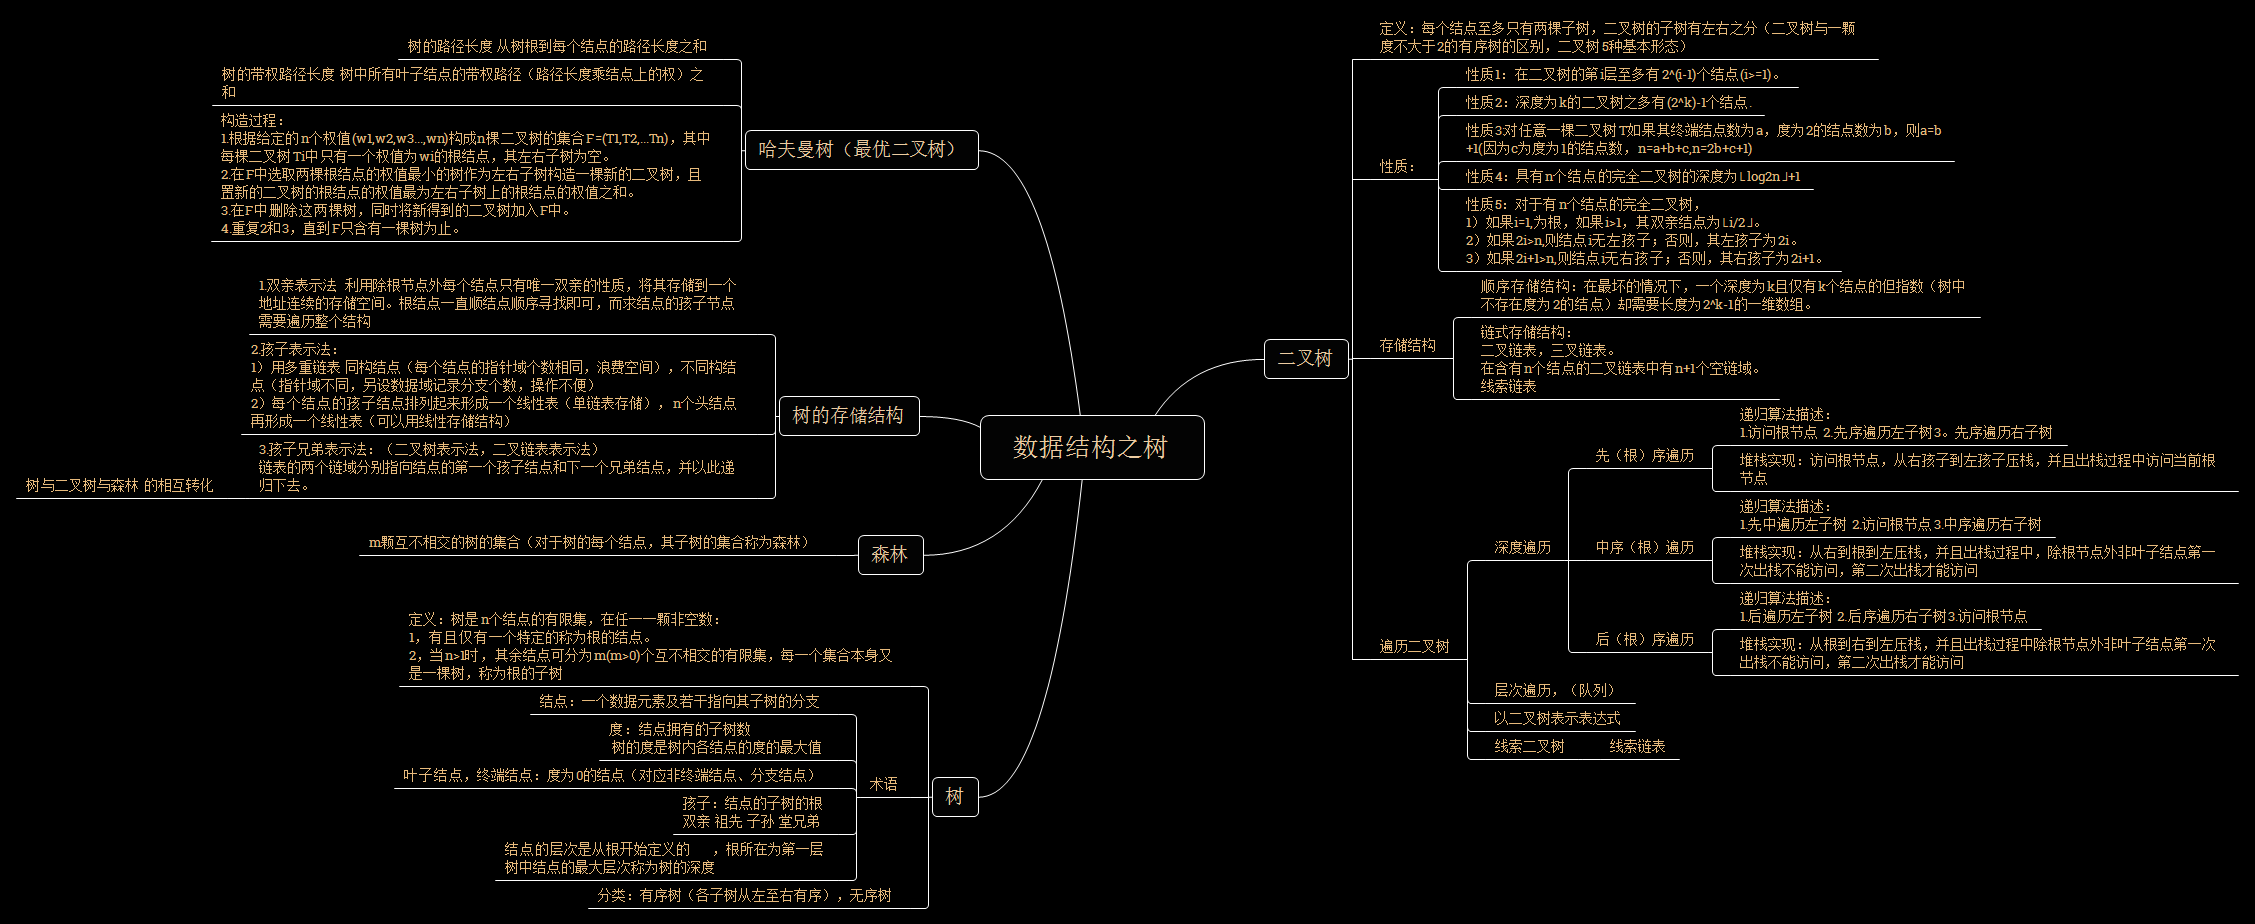 数据结构之树
哈夫曼树（最优二叉树）
树的路径长度 从树根到每个结点的路径长度之和
树的带权路径长度 树中所有叶子结点的带权路径（路径长度乘结点上的权）之
和
构造过程：
1.根据给定的n个权值(w1,w2,w3...,wn)构成n棵二叉树的集合F=(T1,T2,...Tn)，其中
每棵二叉树Ti中只有一个权值为wi的根结点，其左右子树为空。
2.在F中选取两棵根结点的权值最小的树作为左右子树构造一棵新的二叉树，且
置新的二叉树的根结点的权值最为左右子树上的根结点的权值之和。
3.在F中删除这两棵树，同时将新得到的二叉树加入F中。
4.重复2和3，直到F只含有一棵树为止。
树的存储结构
1.双亲表示法 利用除根节点外每个结点只有唯一双亲的性质，将其存储到一个
地址连续的存储空间。根结点一直顺结点顺序寻找即可，而求结点的孩子节点
需要遍历整个结构
2.孩子表示法：
1）用多重链表 同构结点（每个结点的指针域个数相同，浪费空间），不同构结
点（指针域不同，另设数据域记录分支个数，操作不便）
2）每个结点的孩子结点排列起来形成一个线性表（单链表存储），n个头结点
再形成一个线性表（可以用线性存储结构）
3.孩子兄弟表示法：（二叉树表示法，二叉链表表示法）
链表的两个链域分别指向结点的第一个孩子结点和下一个兄弟结点，并以此递
归下去。
树与二叉树与森林 的相互转化
森林
m颗互不相交的树的集合（对于树的每个结点，其子树的集合称为森林）
树
定义：树是n个结点的有限集，在任一一颗非空数：
1，有且仅有一个特定的称为根的结点。
2，当n>1时，其余结点可分为m(m>0)个互不相交的有限集，每一个集合本身又
是一棵树，称为根的子树
术语
结点：一个数据元素及若干指向其子树的分支
度：结点拥有的子树数
树的度是树内各结点的度的最大值
叶子结点，终端结点：度为0的结点（对应非终端结点、分支结点）
孩子：结点的子树的根
双亲 祖先 子孙 堂兄弟
结点的层次是从根开始定义的 ，根所在为第一层
树中结点的最大层次称为树的深度
分类：有序树（各子树从左至右有序），无序树
二叉树
定义：每个结点至多只有两棵子树，二叉树的子树有左右之分（二叉树与一颗
度不大于2的有序树的区别，二叉树5种基本形态）
性质：
性质1：在二叉树的第i层至多有2^(i-1)个结点(i>=1)。
性质2：深度为k的二叉树之多有(2^k)-1个结点.
性质3:对任意一棵二叉树T如果其终端结点数为a，度为2的结点数为b，则a=b
+1(因为c为度为1的结点数，n=a+b+c,n=2b+c+1)
性质4：具有n个结点的完全二叉树的深度为⌊log2n⌋+1
性质5：对于有n个结点的完全二叉树，
1）如果i=1,为根，如果i>1，其双亲结点为⌊i/2⌋。
2）如果2i>n,则结点i无左孩子；否则，其左孩子为2i。
3）如果2i+1>n,则结点i无右孩子；否则，其右孩子为2i+1。
存储结构
顺序存储结构：在最坏的情况下，一个深度为k且仅有k个结点的但指数（树中
不存在度为2的结点）却需要长度为2^k-1的一维数组。
链式存储结构：
二叉链表，三叉链表。
在含有n个结点的二叉链表中有n+1个空链域。
线索链表
遍历二叉树
深度遍历
先（根）序遍历
递归算法描述：
1.访问根节点 2.先序遍历左子树3。先序遍历右子树
堆栈实现：访问根节点，从右孩子到左孩子压栈，并且出栈过程中访问当前根
节点
中序（根）遍历
递归算法描述：
1.先中遍历左子树 2.访问根节点3.中序遍历右子树
堆栈实现：从右到根到左压栈，并且出栈过程中，除根节点外非叶子结点第一
次出栈不能访问，第二次出栈才能访问
后（根）序遍历
递归算法描述：
1.后遍历左子树 2.后序遍历右子树3.访问根节点
堆栈实现：从根到右到左压栈，并且出栈过程中除根节点外非叶子结点第一次
出栈不能访问，第二次出栈才能访问
层次遍历，（队列）
以二叉树表示表达式
线索二叉树 线索链表